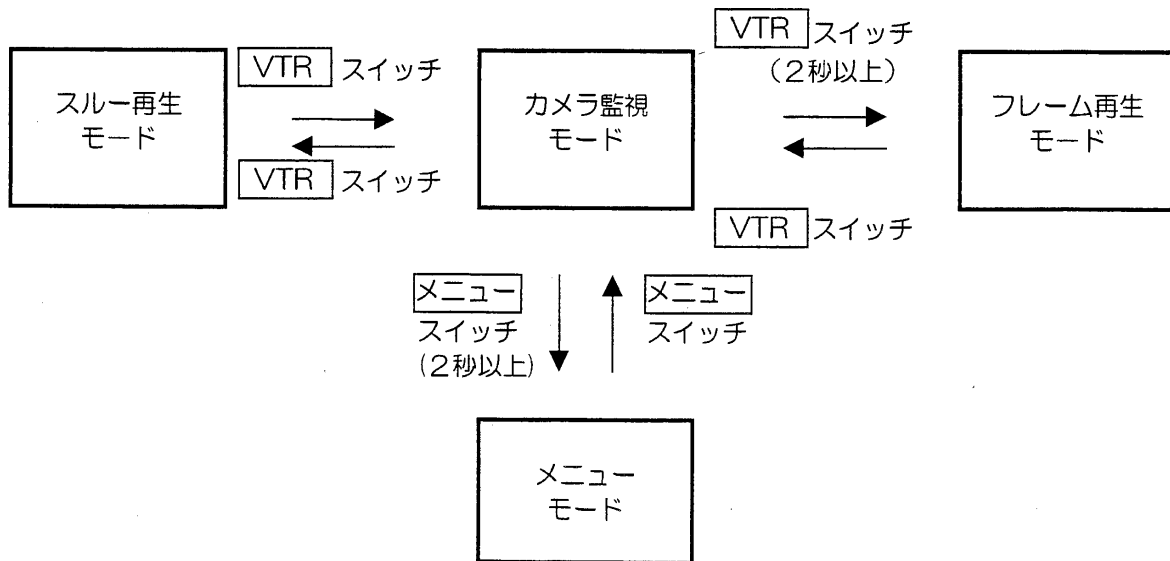 VTR スイッチ
スルー再生
モード
VTR スイッチ
カメラ監視
モード
VTR スイッチ
(2秒以上)
VTR スイッチ
フレーム再生
モード
メニュー
スイッチ
(2秒以上)
メニュー
スイッチ
メニュー
モード